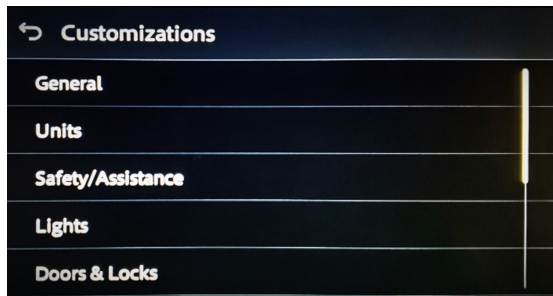 Customizations
General
Units
Safety/Assistance
Lights
Doors & Locks